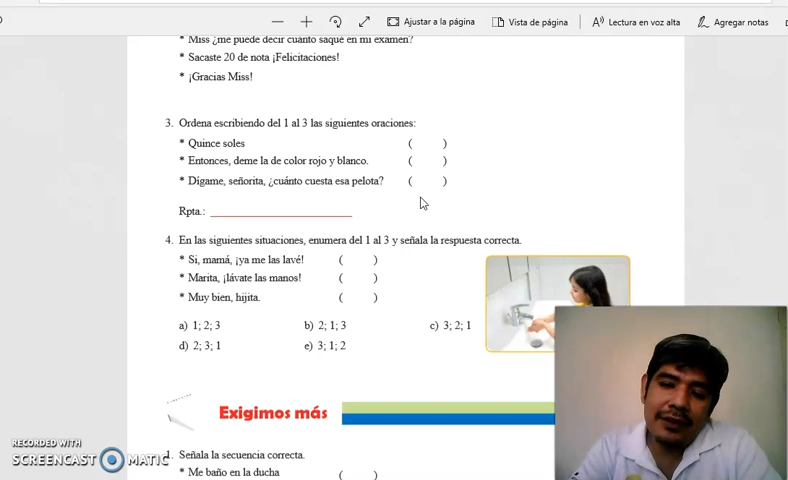 Ajustar a la página
Vista de página
Lectura en voz alta
Agregar notas
* Miss ¿me puede decir cuánto saqué en mi examen?
* Sacaste 20 de nota ¡Felicitaciones!
* ¡Gracias Miss!
3. Ordena escribiendo del 1 al 3 las siguientes oraciones:
* Quince soles ( )
* Entonces, deme la de color rojo y blanco. ( )
* Dígame, señorita, ¿cuánto cuesta esa pelota? ( )
Rpta.: ____________________
4. En las siguientes situaciones, enumera del 1 al 3 y señala la respuesta correcta.
* Si, mamá, ¡ya me las lavé! ( )
* Marita, ¡lávate las manos! ( )
* Muy bien, hijita. ( )
a) 1; 2; 3 b) 2; 1; 3 c) 3; 2; 1
d) 2; 3; 1 e) 3; 1; 2
Exigimos más
1. Señala la secuencia correcta.
* Me baño en la ducha ( )
RECORDED WITH
SCREENCAST MATIC